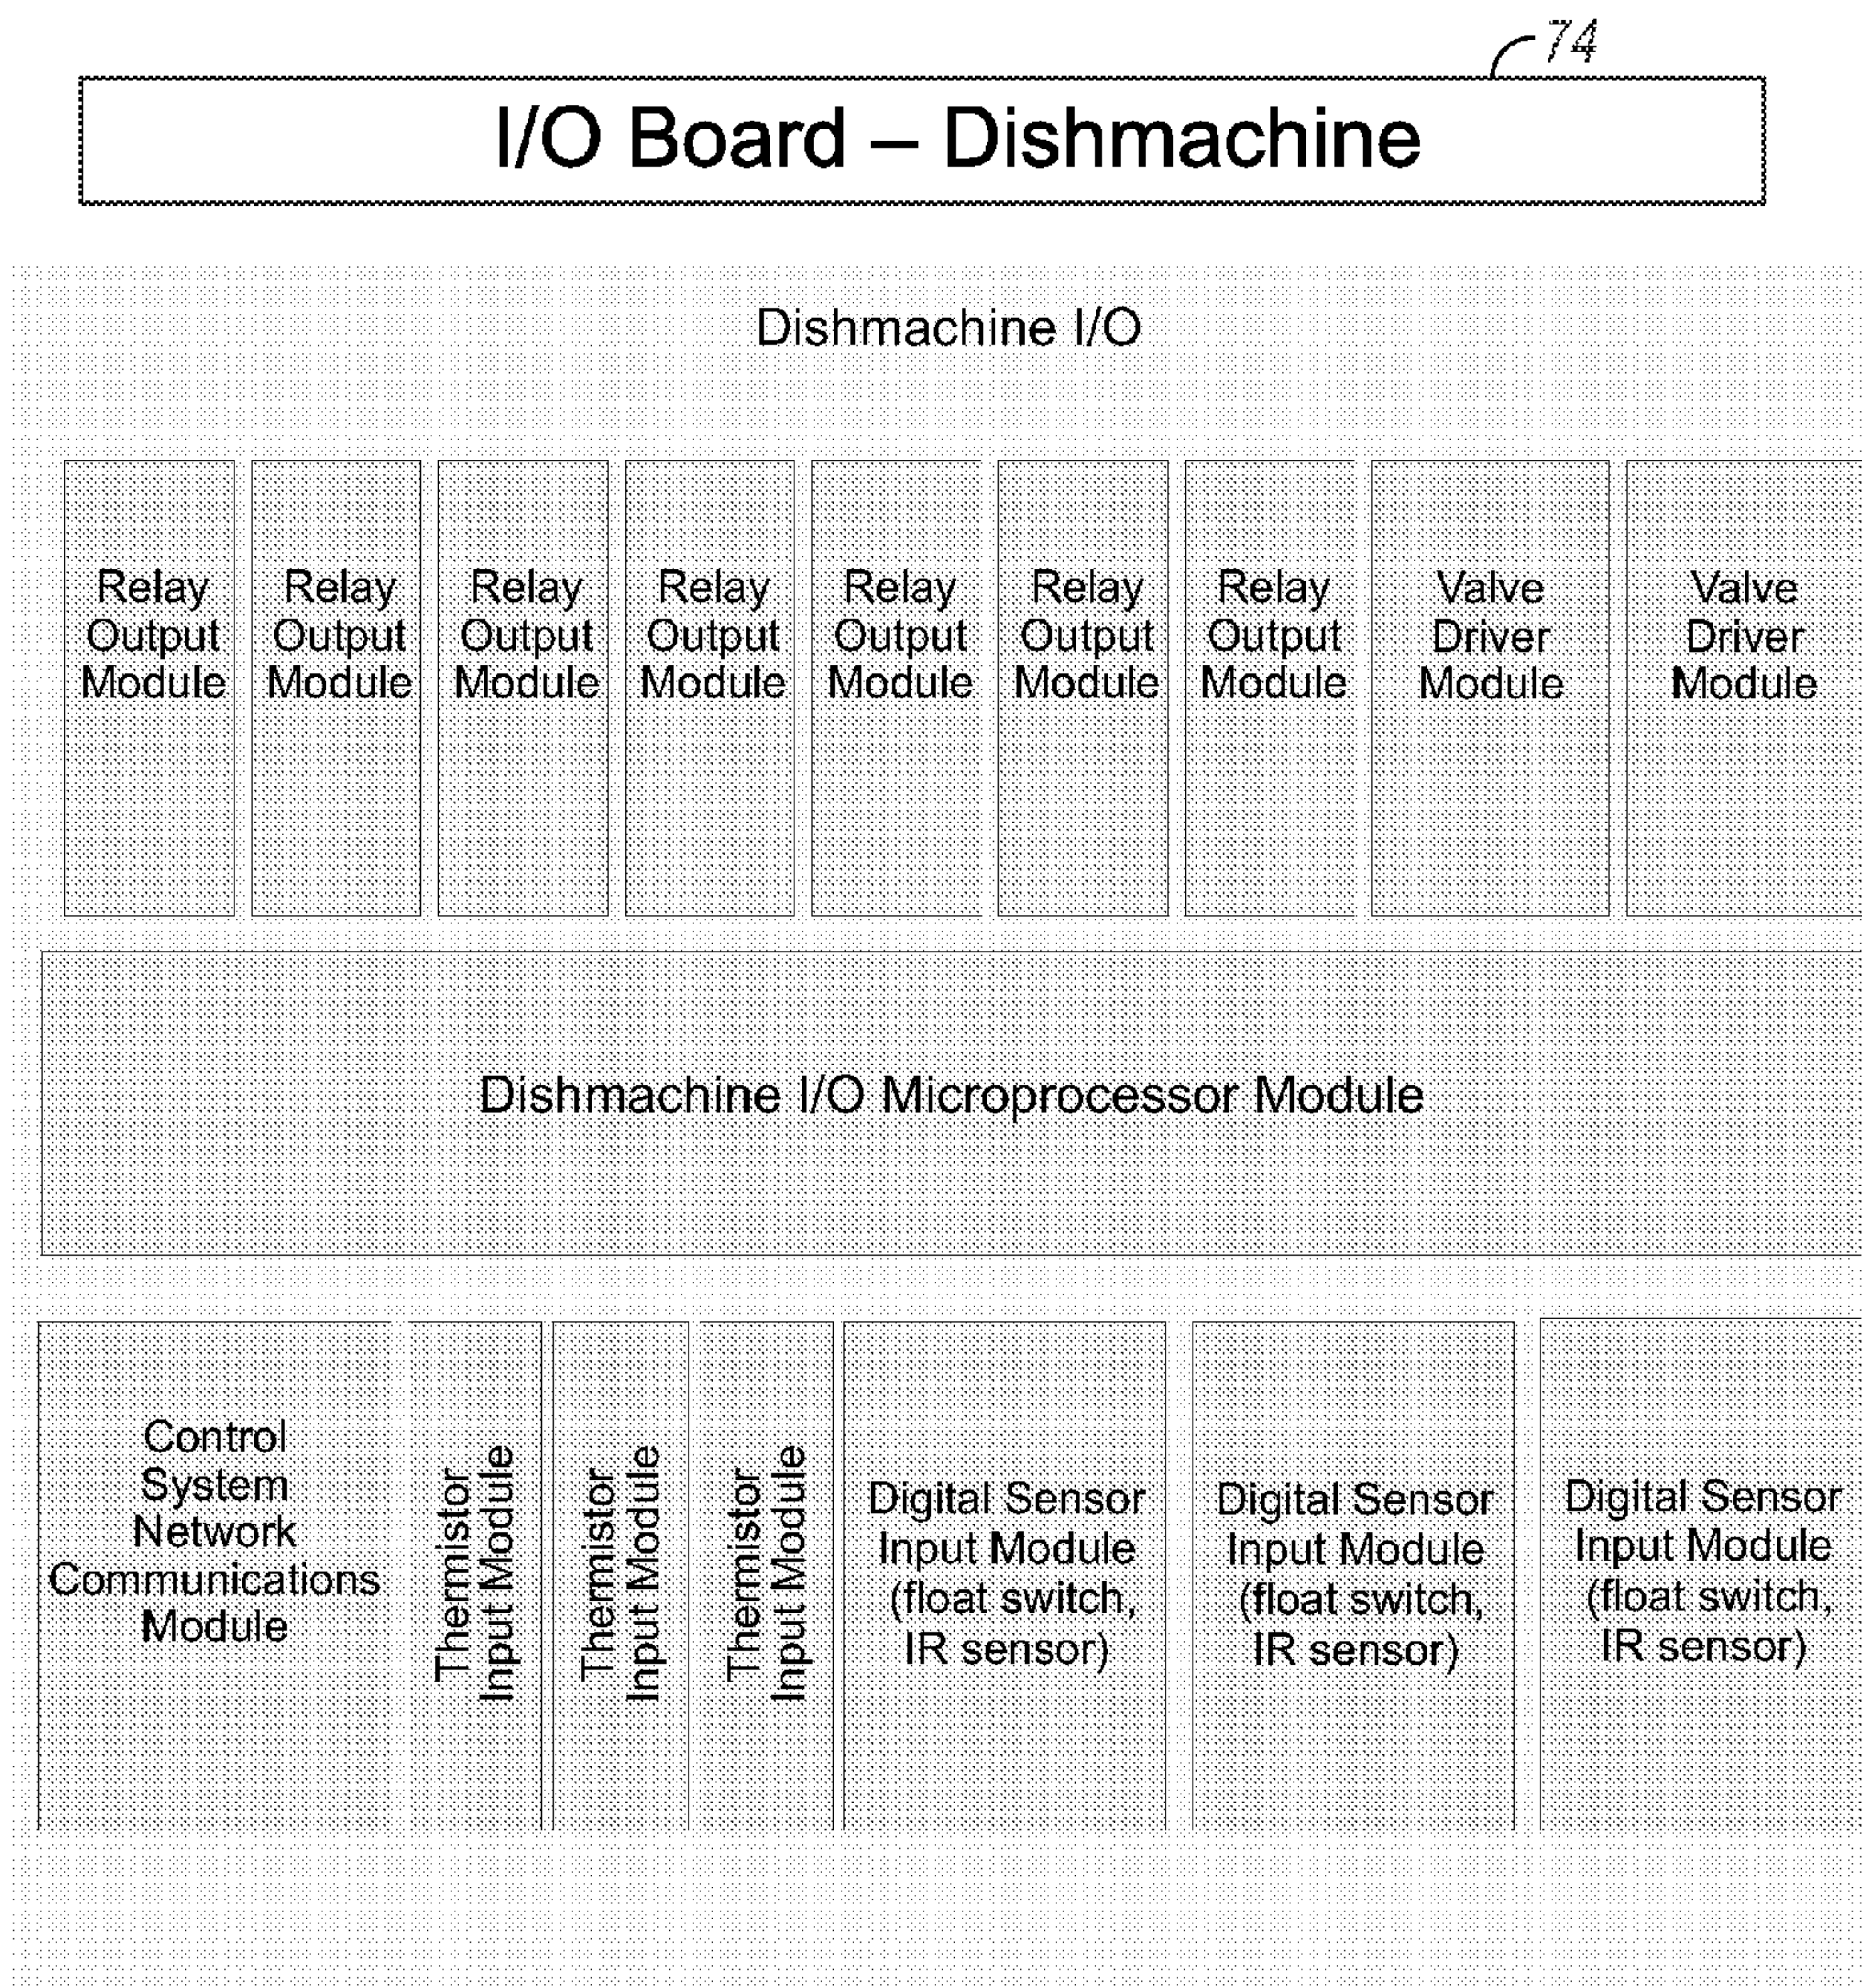 74
I/O Board – Dishmachine
Dishmachine I/O
Relay
Output
Module
Relay
Output
Module
Relay
Output
Module
Relay
Output
Module
Relay
Output
Module
Relay
Output
Module
Relay
Output
Module
Valve
Driver
Module
Valve
Driver
Module
Dishmachine I/O Microprocessor Module
Control
System
Network
Communications
Module
Thermistor
Input Module
Thermistor
Input Module
Thermistor
Input Module
Digital Sensor
Input Module
(float switch,
IR sensor)
Digital Sensor
Input Module
(float switch,
IR sensor)
Digital Sensor
Input Module
(float switch,
IR sensor)